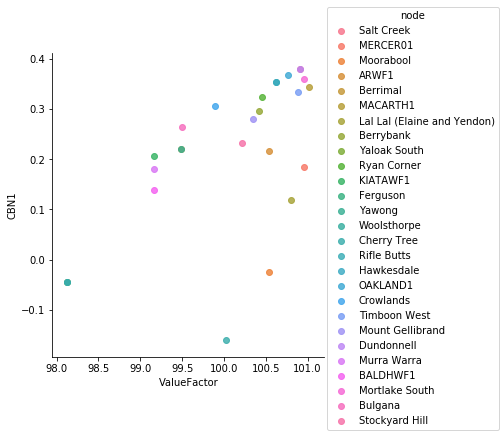 node
Salt Creek
MERCER01
Moorabool
ARWF1
Berrimal
MACARTH1
Lal Lal (Elaine and Yendon)
Berrybank
Yaloak South
Ryan Corner
KIATAWF1
Ferguson
Yawong
Woolsthorpe
Cherry Tree
Rifle Butts
Hawkesdale
OAKLAND1
Crowlands
Timboon West
Mount Gellibrand
Dundonnell
Murra Warra
BALDHWF1
Mortlake South
Bulgana
Stockyard Hill
0.4
0.3
0.2
0.1
0.0
−0.1
CBN1
98.0 98.5 99.0 99.5 100.0 100.5 101.0
ValueFactor